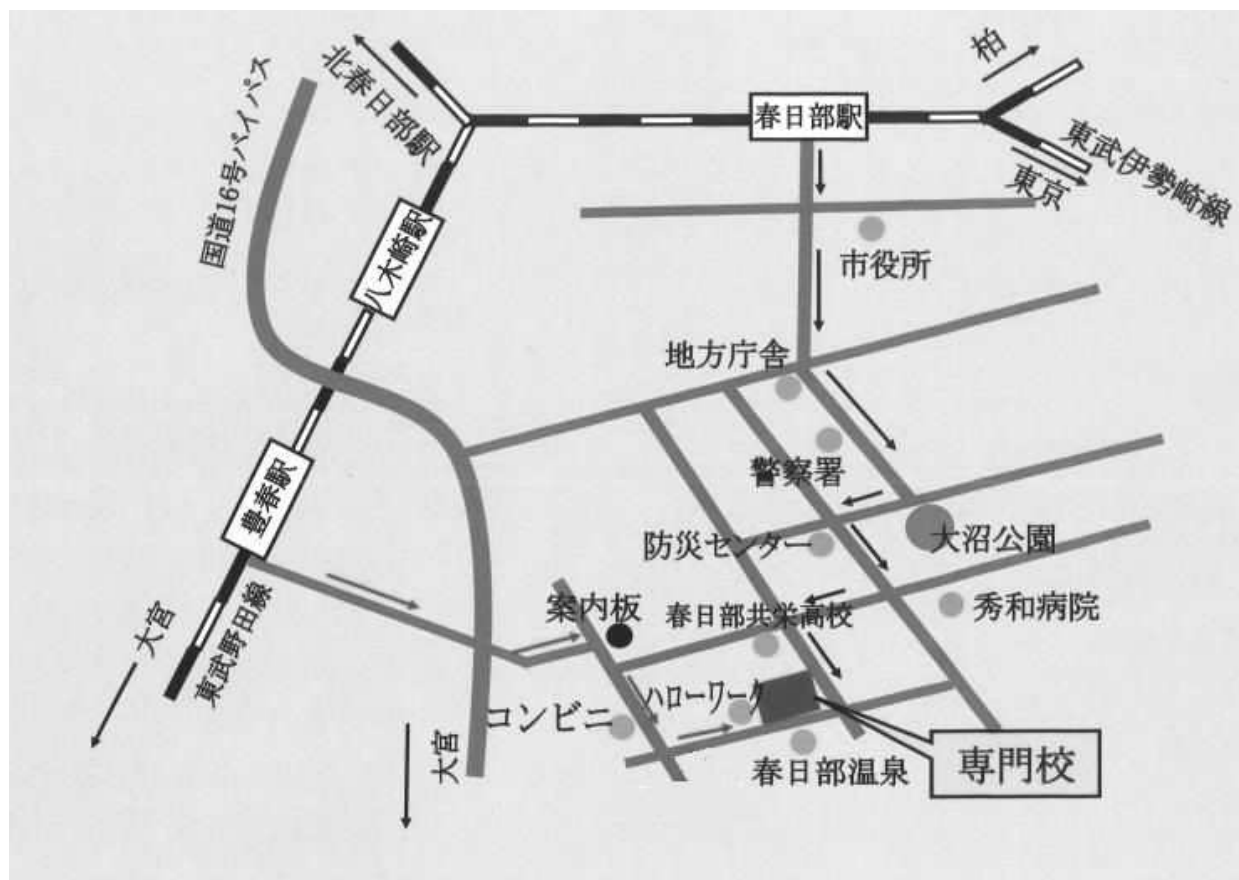 柏
国道16号バイパス
北春日部駅
春日部駅
東武伊勢崎線
東京
八木崎駅
市役所
地方庁舎
豊春駅
警察署
防災センター
大沼公園
案内板
春日部共栄高校
秀和病院
大宮
東武野田線
ハローワーク
コンビニ
大宮
春日部温泉
専門校